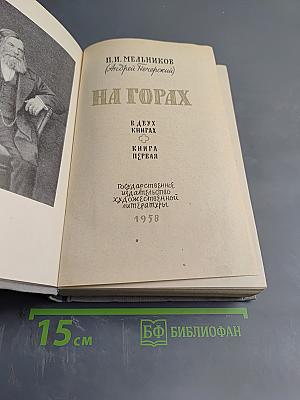 П. И. МЕЛЬНИКОВ
(Андрей Печерский)
НА ГОРАХ
В ДВУХ
КНИГАХ
КНИГА
ПЕРВАЯ
Государственное
издательство
художественной
литературы
1958
15 см
БФ БИБЛИОФАН